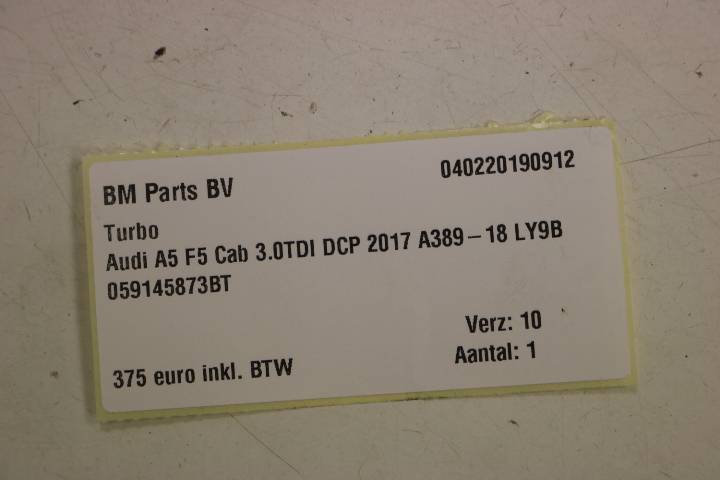 BM Parts BV 040220190912
Turbo
Audi A5 F5 Cab 3.0TDI DCP 2017 A389-18 LY9B
059145873BT
Verz: 10
375 euro inkl. BTW Aantal: 1